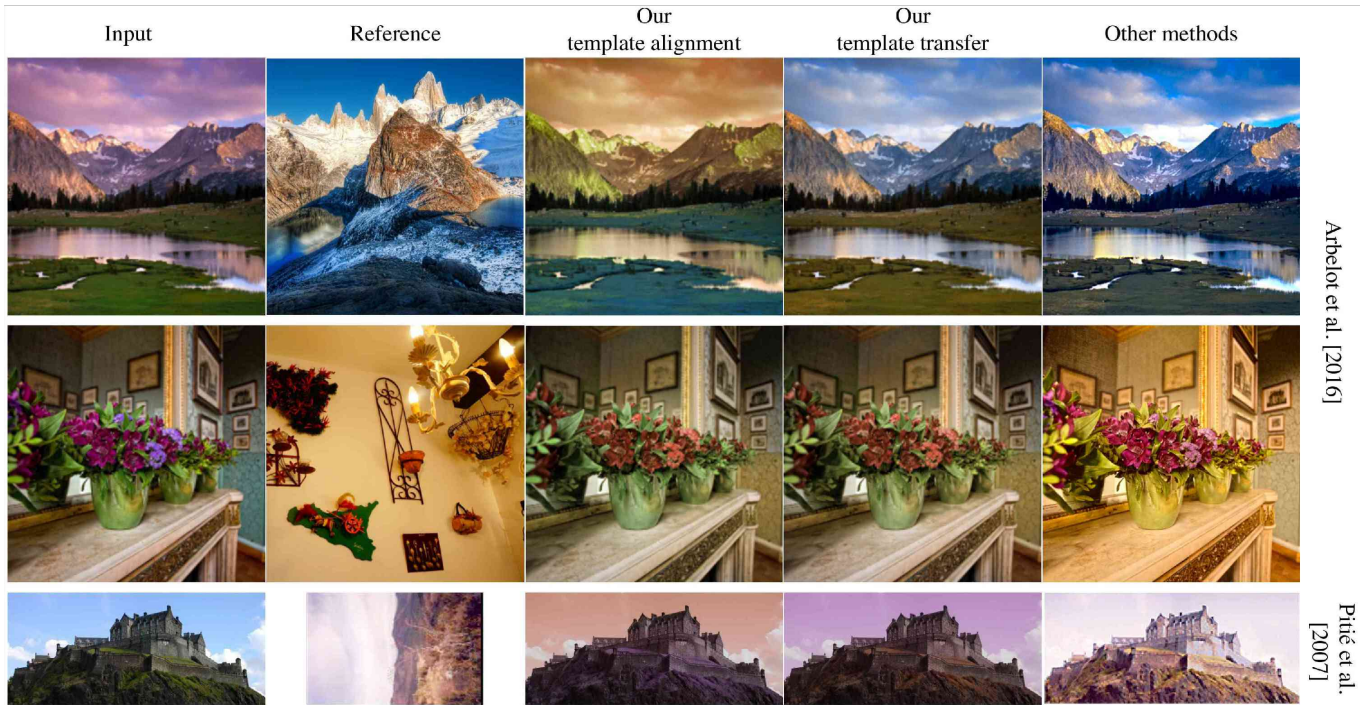 Input
Reference
Our
template alignment
Our
template transfer
Other methods
Arbelot et al. [2016]
Pitié et al.
[2007]